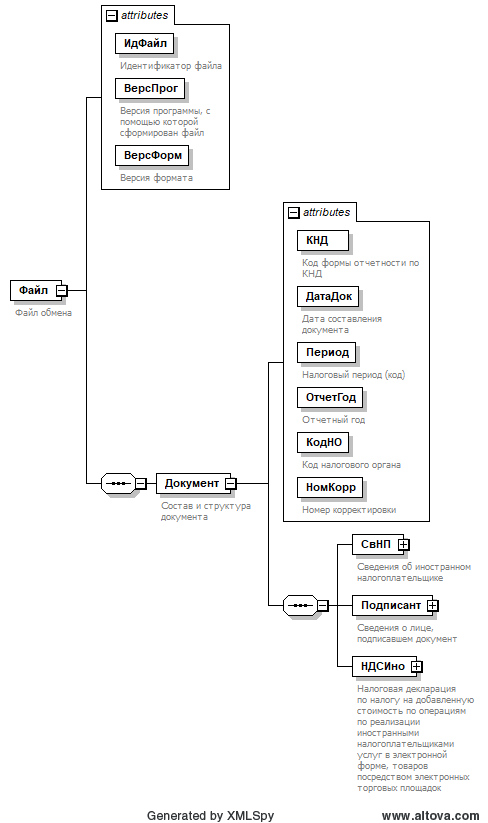 attributes
ИдФайл
Идентификатор файла
ВерсПрог
Версия программы, с
помощью которой
сформирован файл
ВерсФорм
Версия формата
Файл
Файл обмена
Документ
Состав и структура
документа
attributes
КНД
Код формы отчетности по
КНД
ДатаДок
Дата составления
документа
Период
Налоговый период (код)
ОтчетГод
Отчетный год
КодНО
Код налогового органа
НомКорр
Номер корректировки
СвНП
Сведения об иностранном
налогоплательщике
Подписант
Сведения о лице,
подписавшем документ
НДСИно
Налоговая декларация
по налогу на добавленную
стоимость по операциям
по реализации
иностранными
налогоплательщиками
услуг в электронной
форме, товаров
посредством электронных
торговых площадок
Generated by XMLSpy
www.altova.com